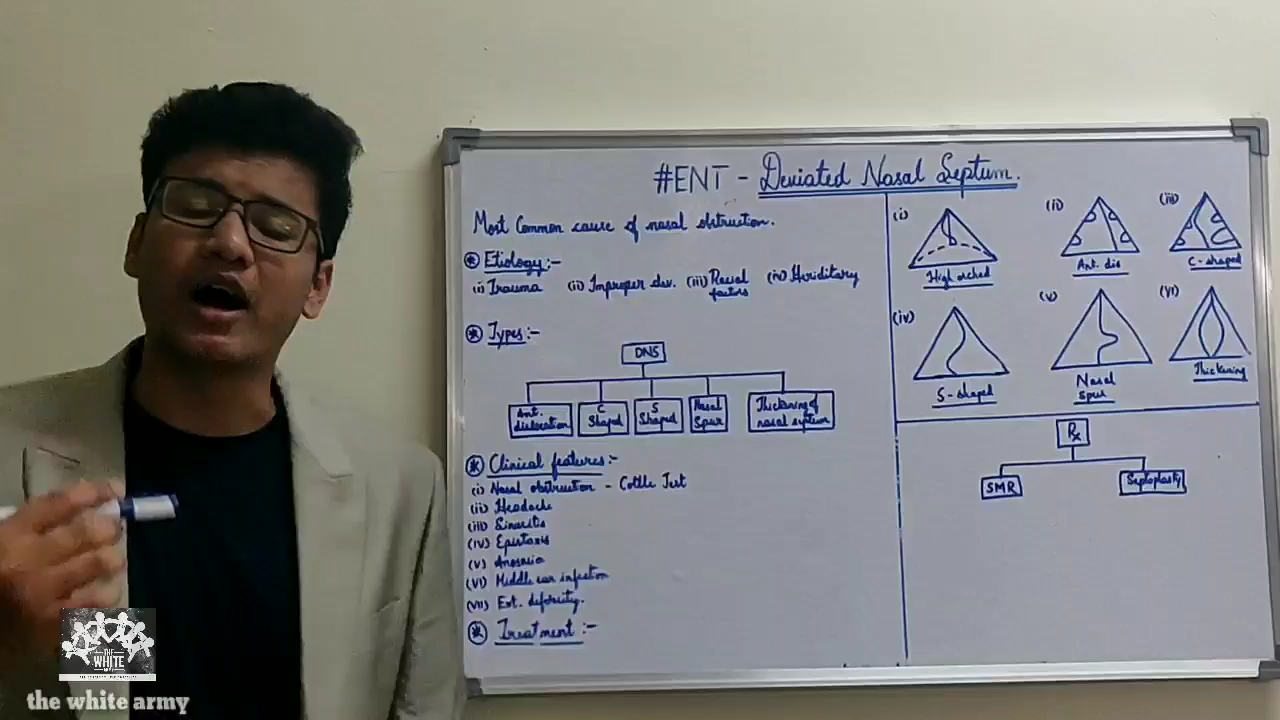 #ENT - Deviated Nasal Septum.
Most Common cause of nasal obstruction.
⊛ Etiology:-
(i) Trauma (ii) Improper dev. (iii) Racial factors (iv) Hereditary
⊛ Types:-
DNS
Ant. dislocation
C Shaped
S Shaped
Nasal Spur
Thickening of nasal septum
⊛ Clinical features:-
(i) Nasal obstruction - Cottle Test
(ii) Headache
(iii) Sinusitis
(iv) Epistaxis
(v) Anosmia
(vi) Middle ear infection
(vii) Ext. deformity.
⊛ Treatment:-
(i)
High arched
(ii)
Ant. dis
(iii)
C-shaped
(iv)
S-shaped
(v)
Nasal Spur
(vi)
Thickening
Rx
SMR
Septoplasty
THE
WHITE
the white army